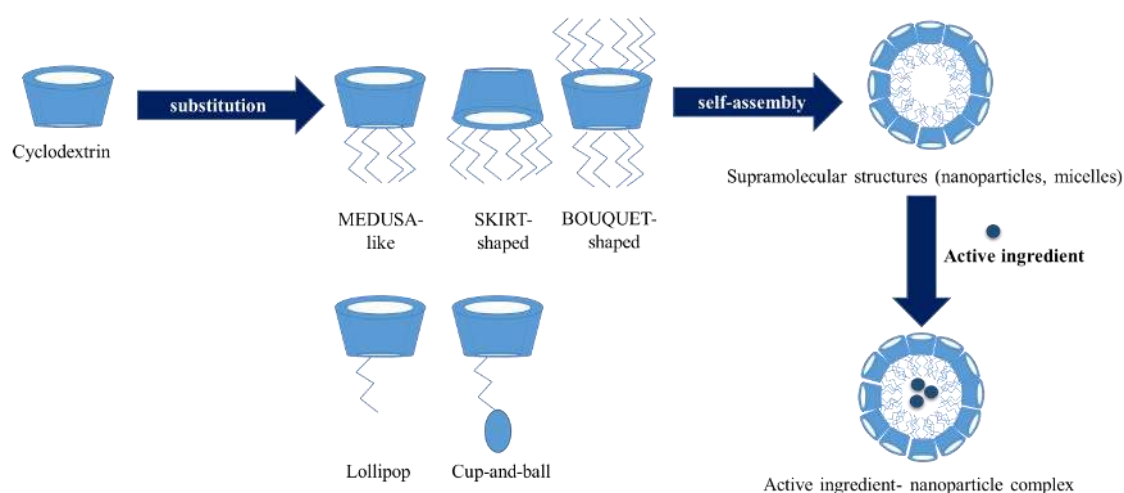 Cyclodextrin
substitution
MEDUSA-
like
SKIRT-
shaped
BOUQUET-
shaped
self-assembly
Supramolecular structures (nanoparticles, micelles)
Active ingredient
Lollipop
Cup-and-ball
Active ingredient- nanoparticle complex